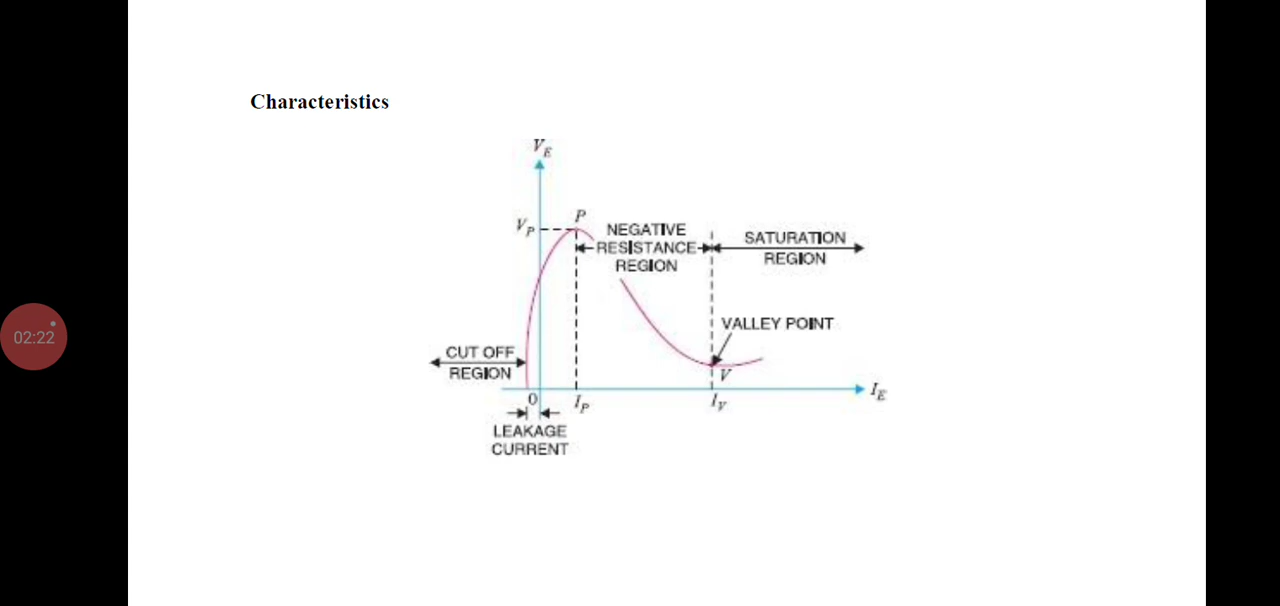 Characteristics
V_E
V_P
P
NEGATIVE
RESISTANCE
REGION
SATURATION
REGION
02:22
VALLEY POINT
CUT OFF
REGION
V
0
I_P
I_V
I_E
LEAKAGE
CURRENT